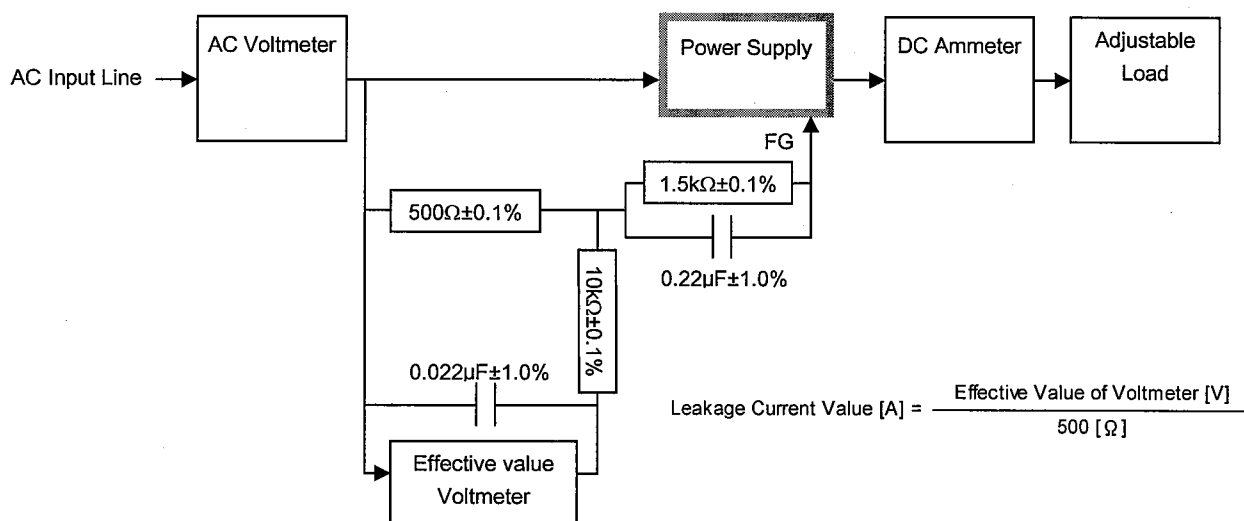 AC Voltmeter
AC Input Line
Power Supply
DC Ammeter
Adjustable
Load
FG
1.5kΩ±0.1%
500Ω±0.1%
0.22µF±1.0%
10kΩ±0.1%
0.022µF±1.0%
Leakage Current Value [A] =
Effective Value of Voltmeter [V]
500 [Ω]
Effective value
Voltmeter